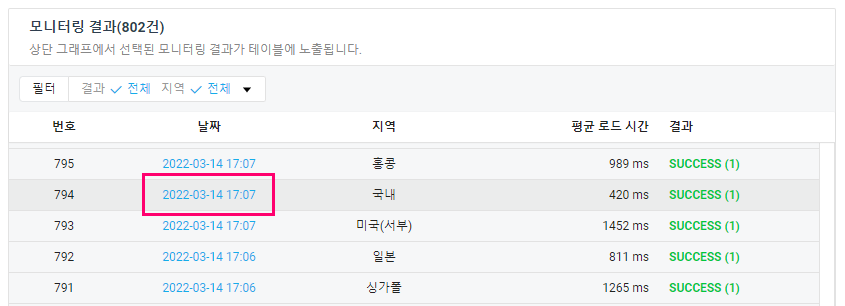 모니터링 결과(802건)
상단 그래프에서 선택된 모니터링 결과가 테이블에 노출됩니다.
필터 결과 전체 지역 전체
번호 날짜 지역 평균 로드 시간 결과
795 2022-03-14 17:07 홍콩 989 ms SUCCESS (1)
794 2022-03-14 17:07 국내 420 ms SUCCESS (1)
793 2022-03-14 17:07 미국(서부) 1452 ms SUCCESS (1)
792 2022-03-14 17:06 일본 811 ms SUCCESS (1)
791 2022-03-14 17:06 싱가폴 1265 ms SUCCESS (1)